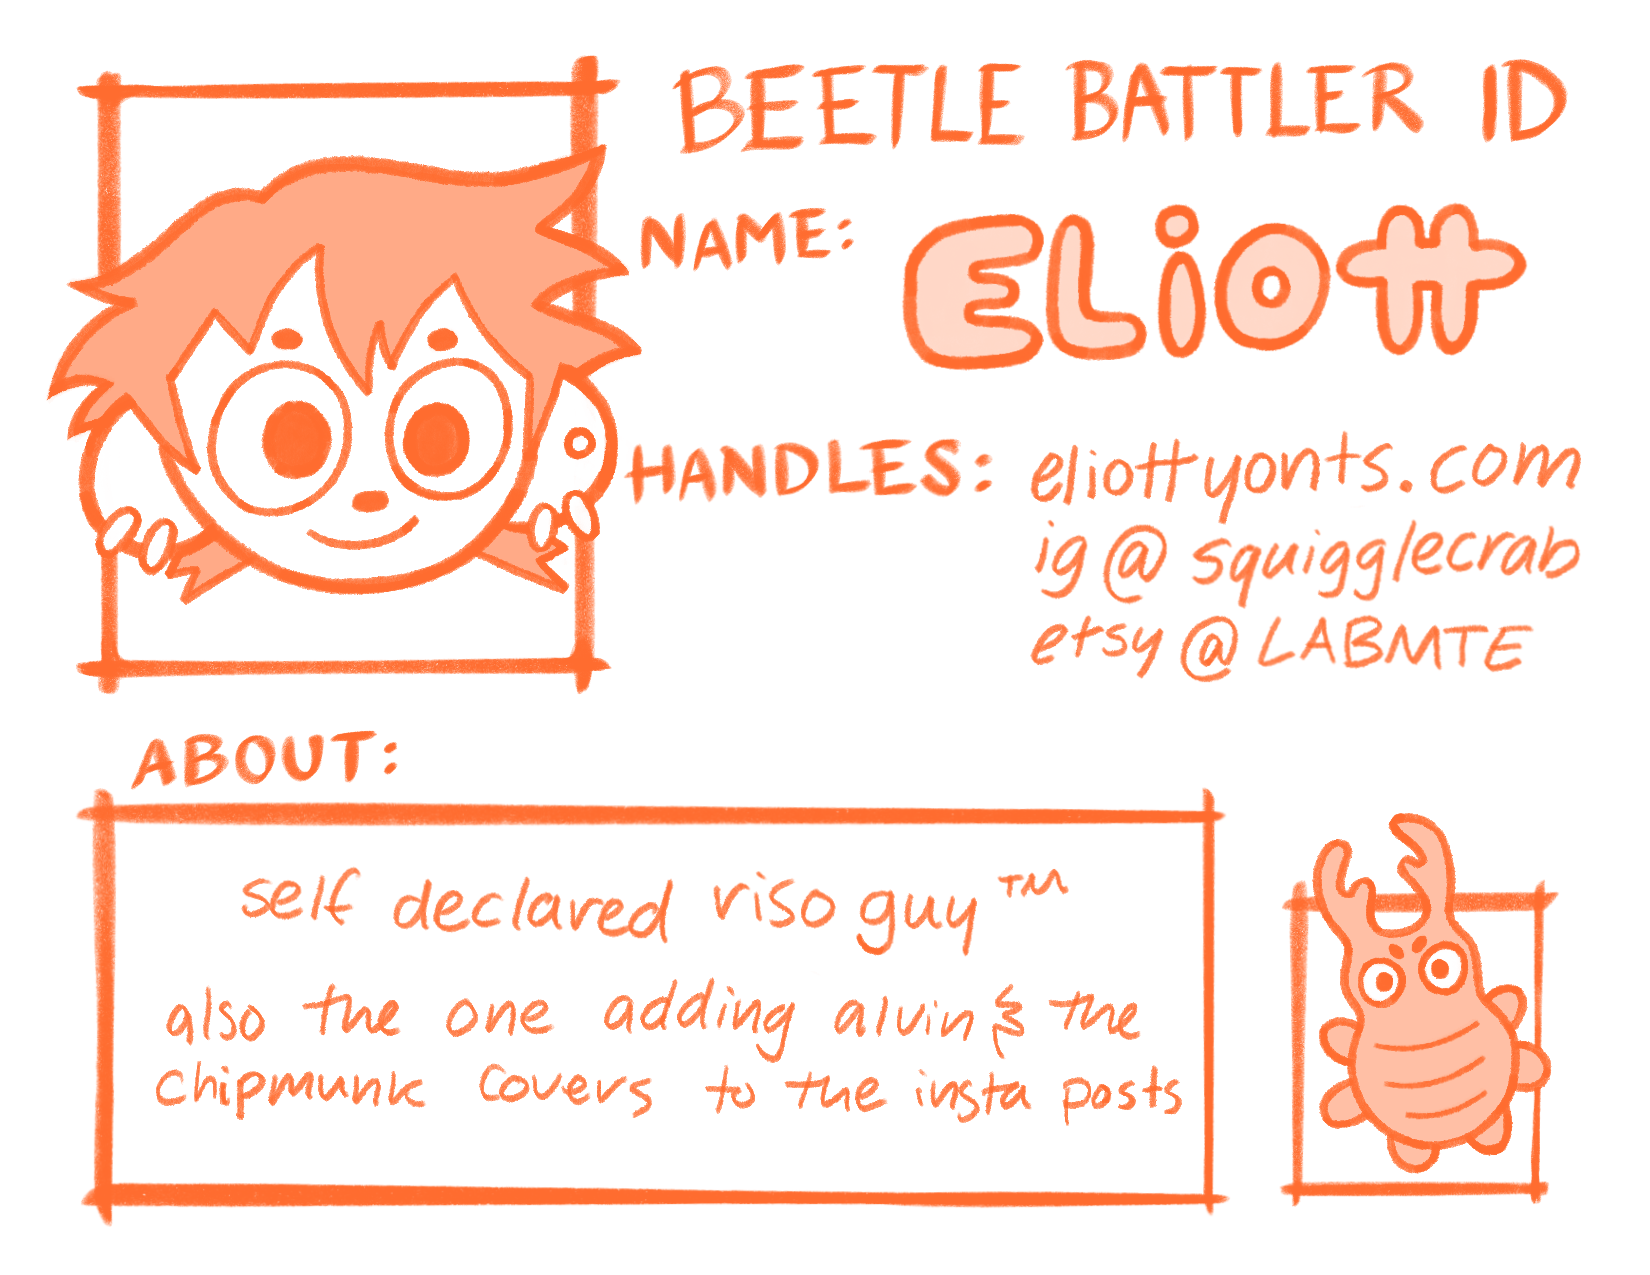 BEETLE BATTLER ID
NAME: ELiott
HANDLES: eliottyonts.com
ig@squigglecrab
etsy@LABMTE
ABOUT:
self declared riso guy™
also the one adding alvin & the
chipmunk covers to the insta posts